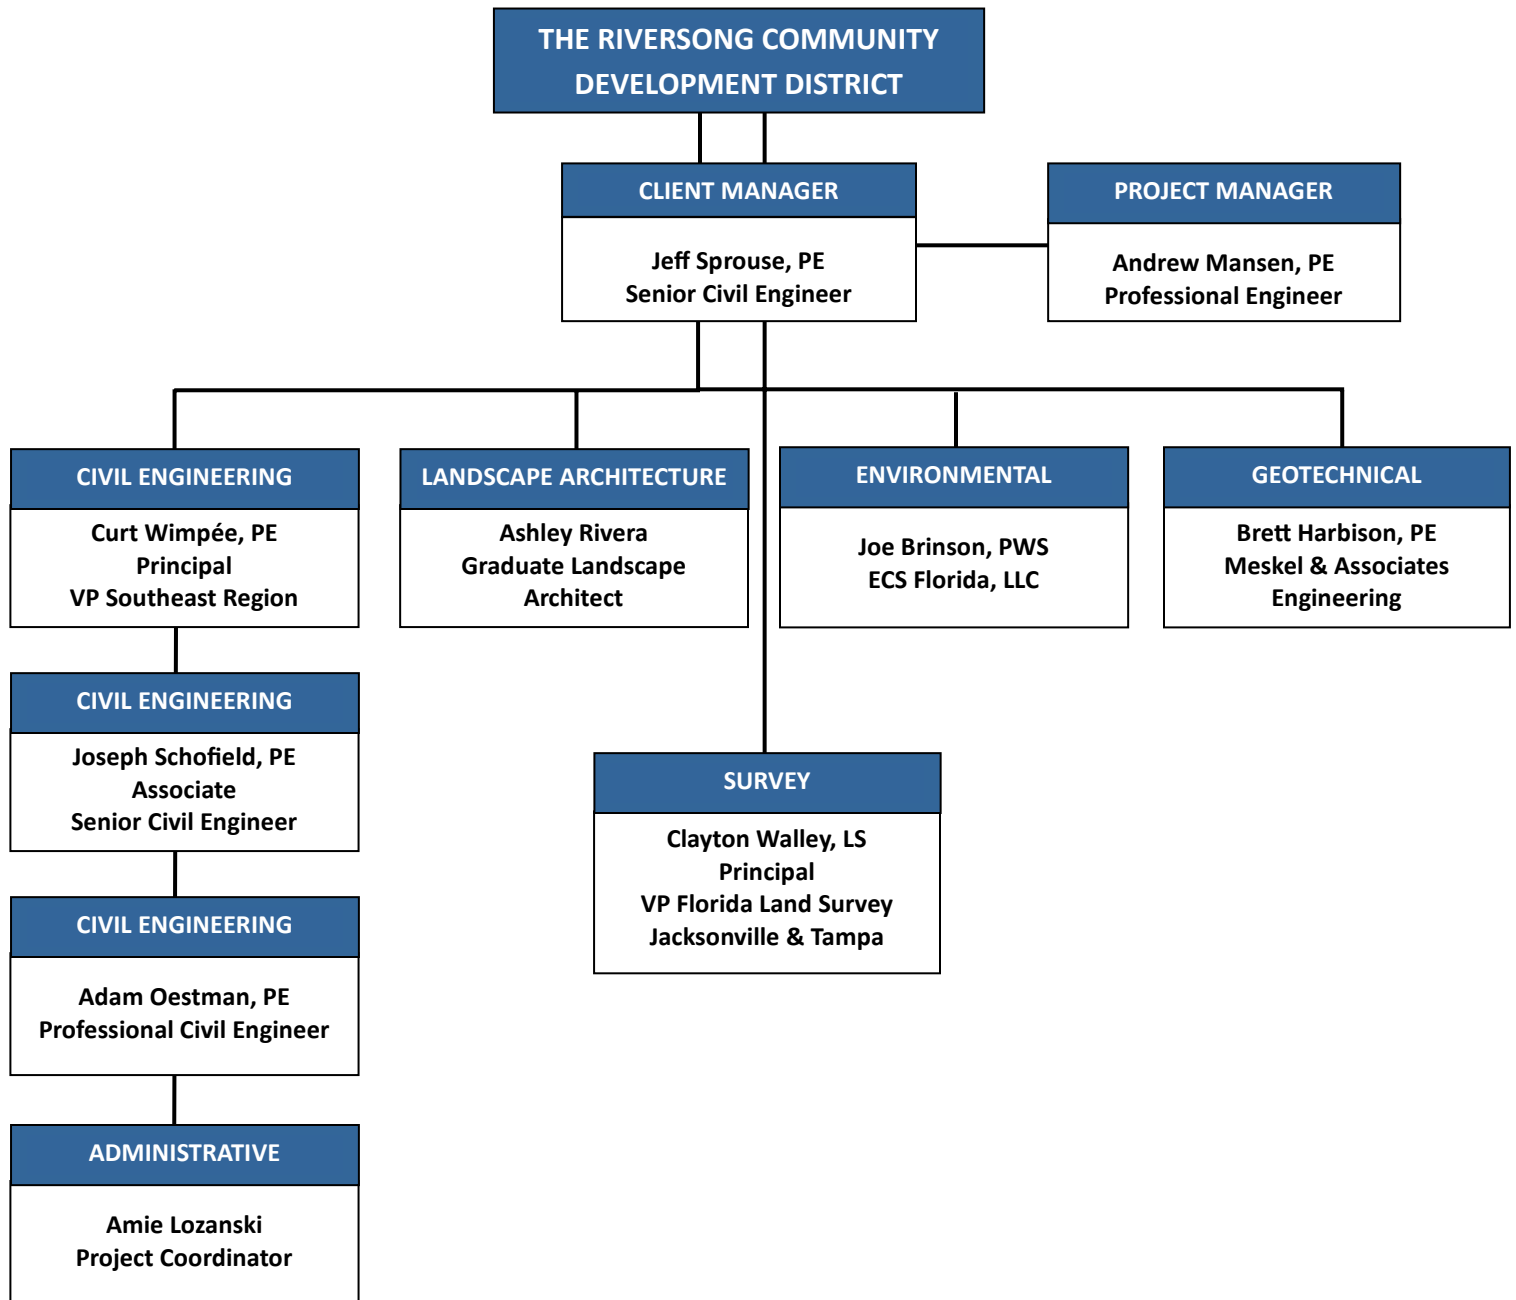 THE RIVERSONG COMMUNITY
DEVELOPMENT DISTRICT
CLIENT MANAGER
Jeff Sprouse, PE
Senior Civil Engineer
PROJECT MANAGER
Andrew Mansen, PE
Professional Engineer
CIVIL ENGINEERING
Curt Wimpée, PE
Principal
VP Southeast Region
LANDSCAPE ARCHITECTURE
Ashley Rivera
Graduate Landscape
Architect
ENVIRONMENTAL
Joe Brinson, PWS
ECS Florida, LLC
GEOTECHNICAL
Brett Harbison, PE
Meskel & Associates
Engineering
CIVIL ENGINEERING
Joseph Schofield, PE
Associate
Senior Civil Engineer
SURVEY
Clayton Walley, LS
Principal
VP Florida Land Survey
Jacksonville & Tampa
CIVIL ENGINEERING
Adam Oestman, PE
Professional Civil Engineer
ADMINISTRATIVE
Amie Lozanski
Project Coordinator